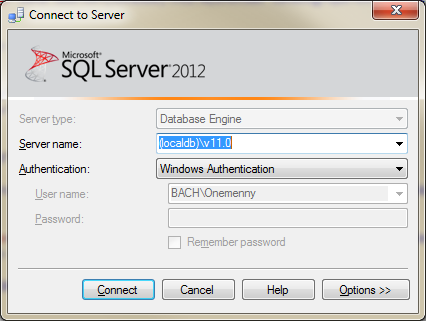 Connect to Server
Microsoft
SQL Server 2012
Server type: Database Engine
Server name: (localdb)\v11.0
Authentication: Windows Authentication
User name: BACH\Onemenny
Password:
Remember password
Connect Cancel Help Options >>